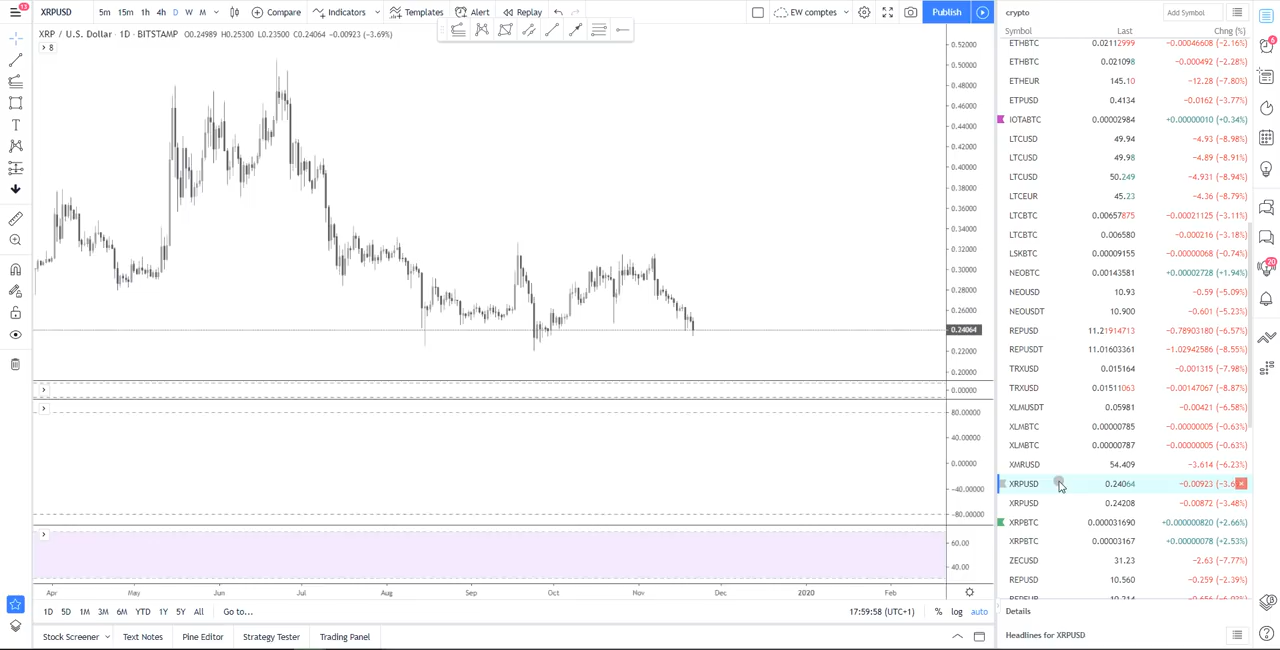 13 XRPUSD 5m 15m 1h 4h D W M Compare Indicators Templates Alert Replay EW comptes Publish
XRP / U.S. Dollar · 1D · BITSTAMP O0.24989 H0.25300 L0.23500 C0.24064 −0.00923 (−3.69%)
8
0.52000
0.50000
0.48000
0.46000
0.44000
0.42000
0.40000
0.38000
0.36000
0.34000
0.32000
0.30000
0.28000
0.26000
0.24064
0.22000
0.20000
0.00000
80.00000
40.00000
0.00000
−40.00000
−80.00000
60.00
40.00
Apr May Jun Jul Aug Sep Oct Nov 2020 Feb
1D 5D 1M 3M 6M YTD 1Y 5Y All Go to... 17:59:58 (UTC+1) % log auto
Stock Screener Text Notes Pine Editor Strategy Tester Trading Panel
crypto Add Symbol
Symbol Last Chng (%)
ETHBTC 0.02112999 −0.00046608 (−2.16%)
ETHBTC 0.021098 −0.000492 (−2.28%)
ETHEUR 145.10 −12.28 (−7.80%)
ETPUSD 0.4134 −0.0162 (−3.77%)
IOTABTC 0.00002984 +0.00000010 (+0.34%)
LTCUSD 49.94 −4.93 (−8.98%)
LTCUSD 49.98 −4.89 (−8.91%)
LTCUSD 50.249 −4.931 (−8.94%)
LTCEUR 45.23 −4.36 (−8.79%)
LTCBTC 0.00657875 −0.00021125 (−3.11%)
LTCBTC 0.006580 −0.000216 (−3.18%)
LSKBTC 0.00009155 −0.00000068 (−0.74%)
NEOBTC 0.00143581 +0.00002728 (+1.94%)
NEOUSD 10.93 −0.59 (−5.09%)
NEOUSDT 10.900 −0.601 (−5.23%)
REPUSD 11.21914713 −0.78903180 (−6.57%)
REPUSDT 11.01603361 −1.02942586 (−8.55%)
TRXUSD 0.015164 −0.001315 (−7.98%)
TRXUSD 0.01511063 −0.00147067 (−8.87%)
XLMUSDT 0.05981 −0.00421 (−6.58%)
XLMBTC 0.00000785 −0.00000005 (−0.63%)
XLMBTC 0.00000787 −0.00000005 (−0.63%)
XMRUSD 54.409 −3.614 (−6.23%)
XRPUSD 0.24064 −0.00923 (−3.6
XRPUSD 0.24208 −0.00872 (−3.48%)
XRPBTC 0.000031690 +0.000000820 (+2.66%)
XRPBTC 0.00003167 +0.00000078 (+2.53%)
ZECUSD 31.23 −2.63 (−7.77%)
REPUSD 10.560 −0.259 (−2.39%)
Details
Headlines for XRPUSD
6
20